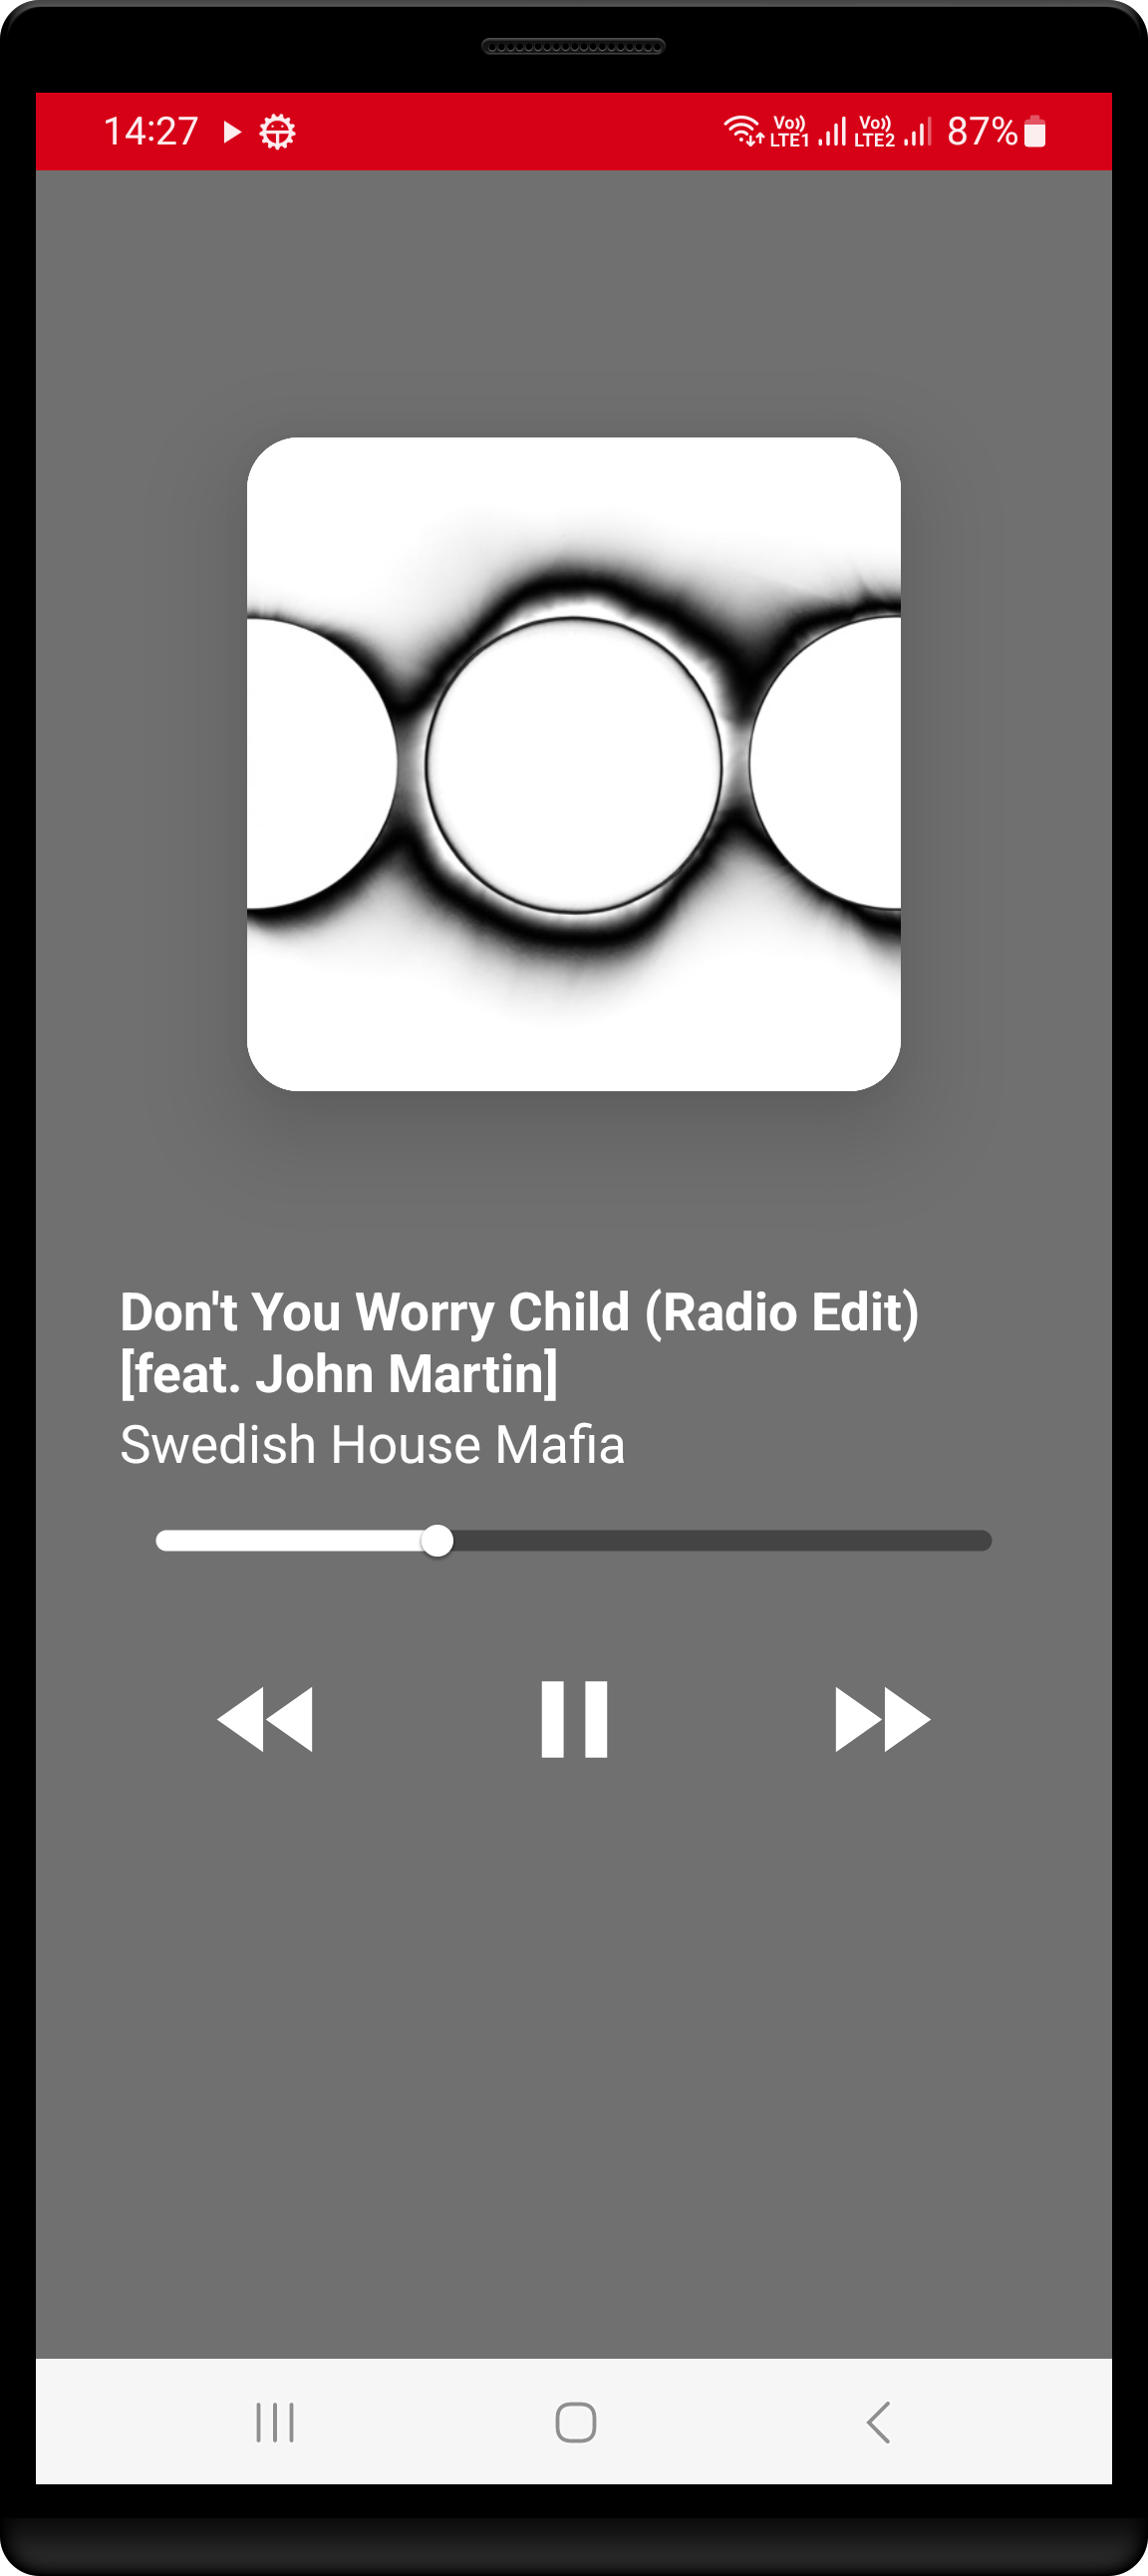 14:27 Vo)) LTE1 Vo)) LTE2 87%
Don't You Worry Child (Radio Edit)
[feat. John Martin]
Swedish House Mafia